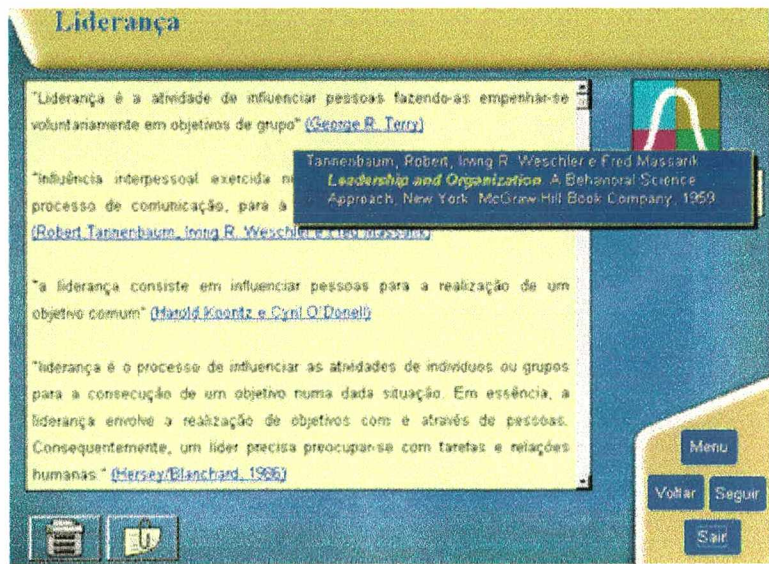 Liderança
"Liderança é a atividade de influenciar pessoas fazendo-as empenhar-se
voluntariamente em objetivos de grupo" (George R. Terry)
"Influência interpessoal exercida
processo de comunicação, para a
(Robert Tannenbaum, Irving R. Weschler e Fred Massarik)
Tannenbaum, Robert, Irving R. Weschler e Fred Massarik
Leadership and Organization. A Behavioral Science
Approach, New York. McGraw Hill Book Company, 1959.
"a liderança consiste em influenciar pessoas para a realização de um
objetivo comum" (Harold Koontz e Cyril O'Donell)
"liderança é o processo de influenciar as atividades de indivíduos ou grupos
para a consecução de um objetivo numa dada situação. Em essência, a
liderança envolve a realização de objetivos com e através de pessoas.
Consequentemente, um líder precisa preocupar-se com tarefas e relações
humanas." (Hersey/Blanchard, 1986)
Menu
Voltar Seguir
Sair